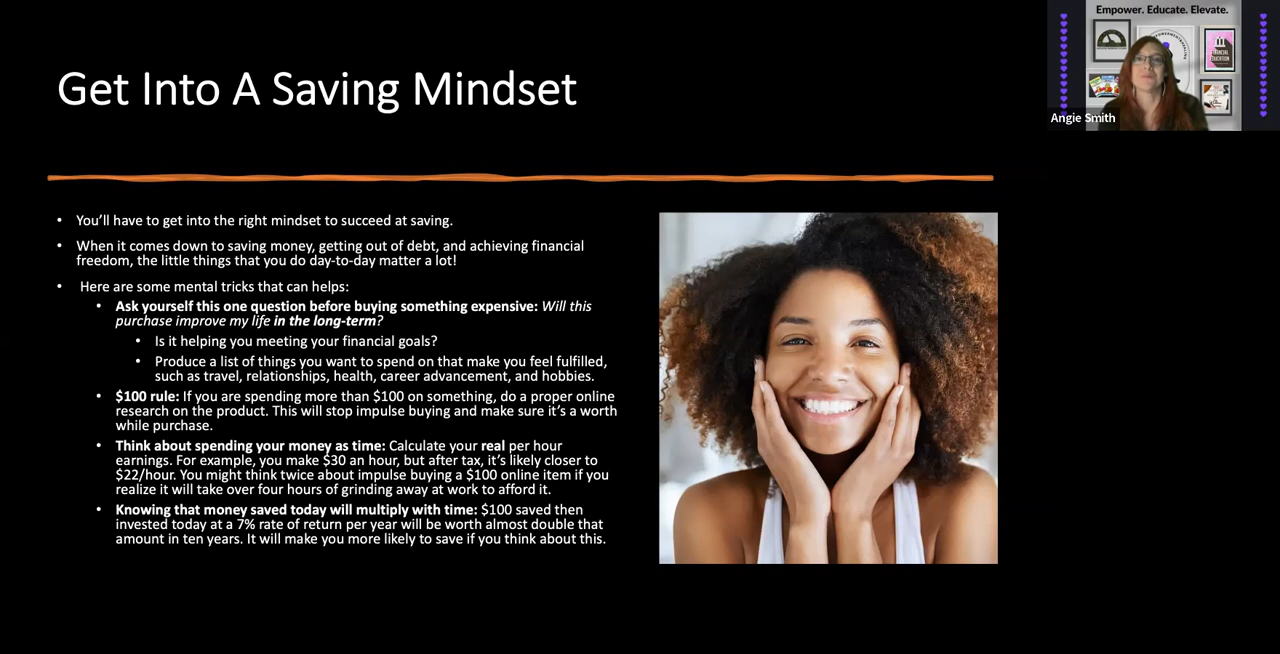 Empower. Educate. Elevate.
FINANCIAL
EDUCATION
Angie Smith
Get Into A Saving Mindset
• You'll have to get into the right mindset to succeed at saving.
• When it comes down to saving money, getting out of debt, and achieving financial
freedom, the little things that you do day-to-day matter a lot!
• Here are some mental tricks that can helps:
• Ask yourself this one question before buying something expensive: Will this
purchase improve my life in the long-term?
• Is it helping you meeting your financial goals?
• Produce a list of things you want to spend on that make you feel fulfilled,
such as travel, relationships, health, career advancement, and hobbies.
• $100 rule: If you are spending more than $100 on something, do a proper online
research on the product. This will stop impulse buying and make sure it's a worth
while purchase.
• Think about spending your money as time: Calculate your real per hour
earnings. For example, you make $30 an hour, but after tax, it's likely closer to
$22/hour. You might think twice about impulse buying a $100 online item if you
realize it will take over four hours of grinding away at work to afford it.
• Knowing that money saved today will multiply with time: $100 saved then
invested today at a 7% rate of return per year will be worth almost double that
amount in ten years. It will make you more likely to save if you think about this.